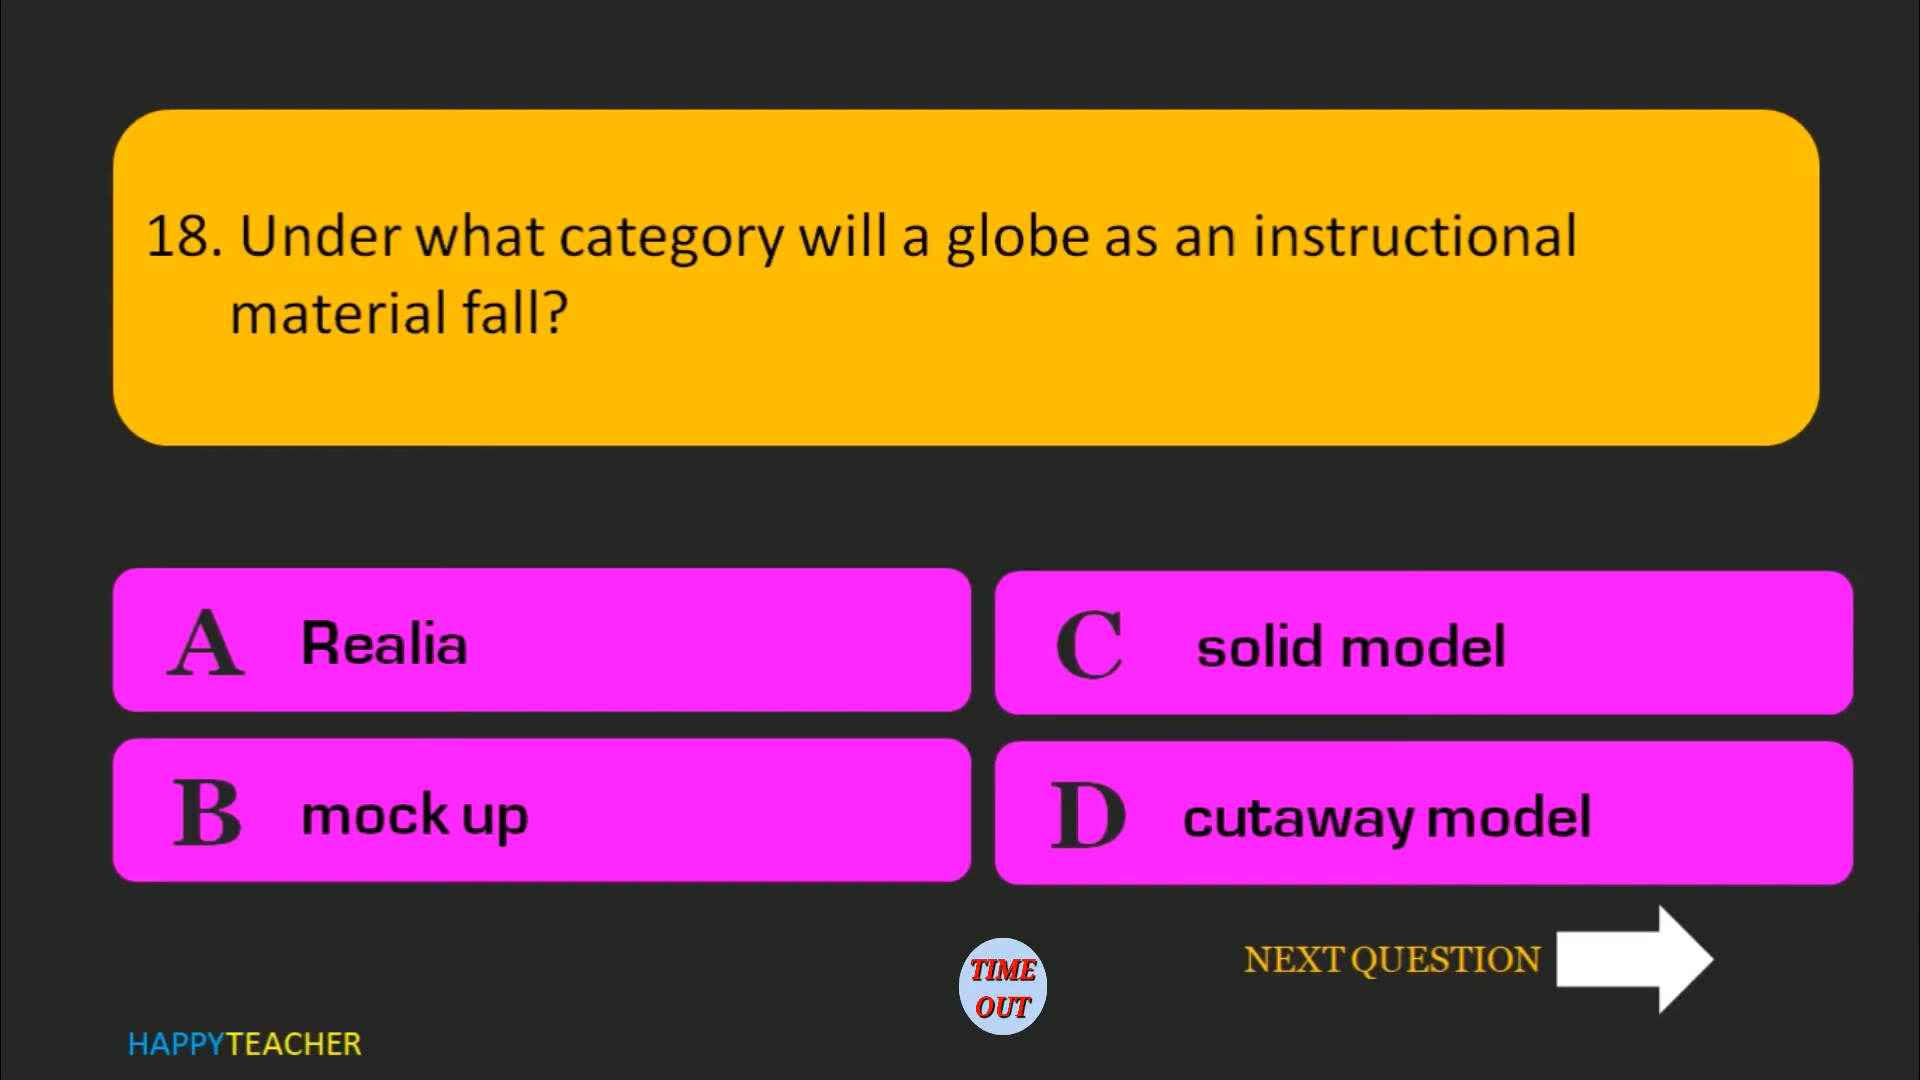 18. Under what category will a globe as an instructional
material fall?
A Realia
C solid model
B mock up
D cutaway model
NEXT QUESTION
TIME
OUT
HAPPYTEACHER